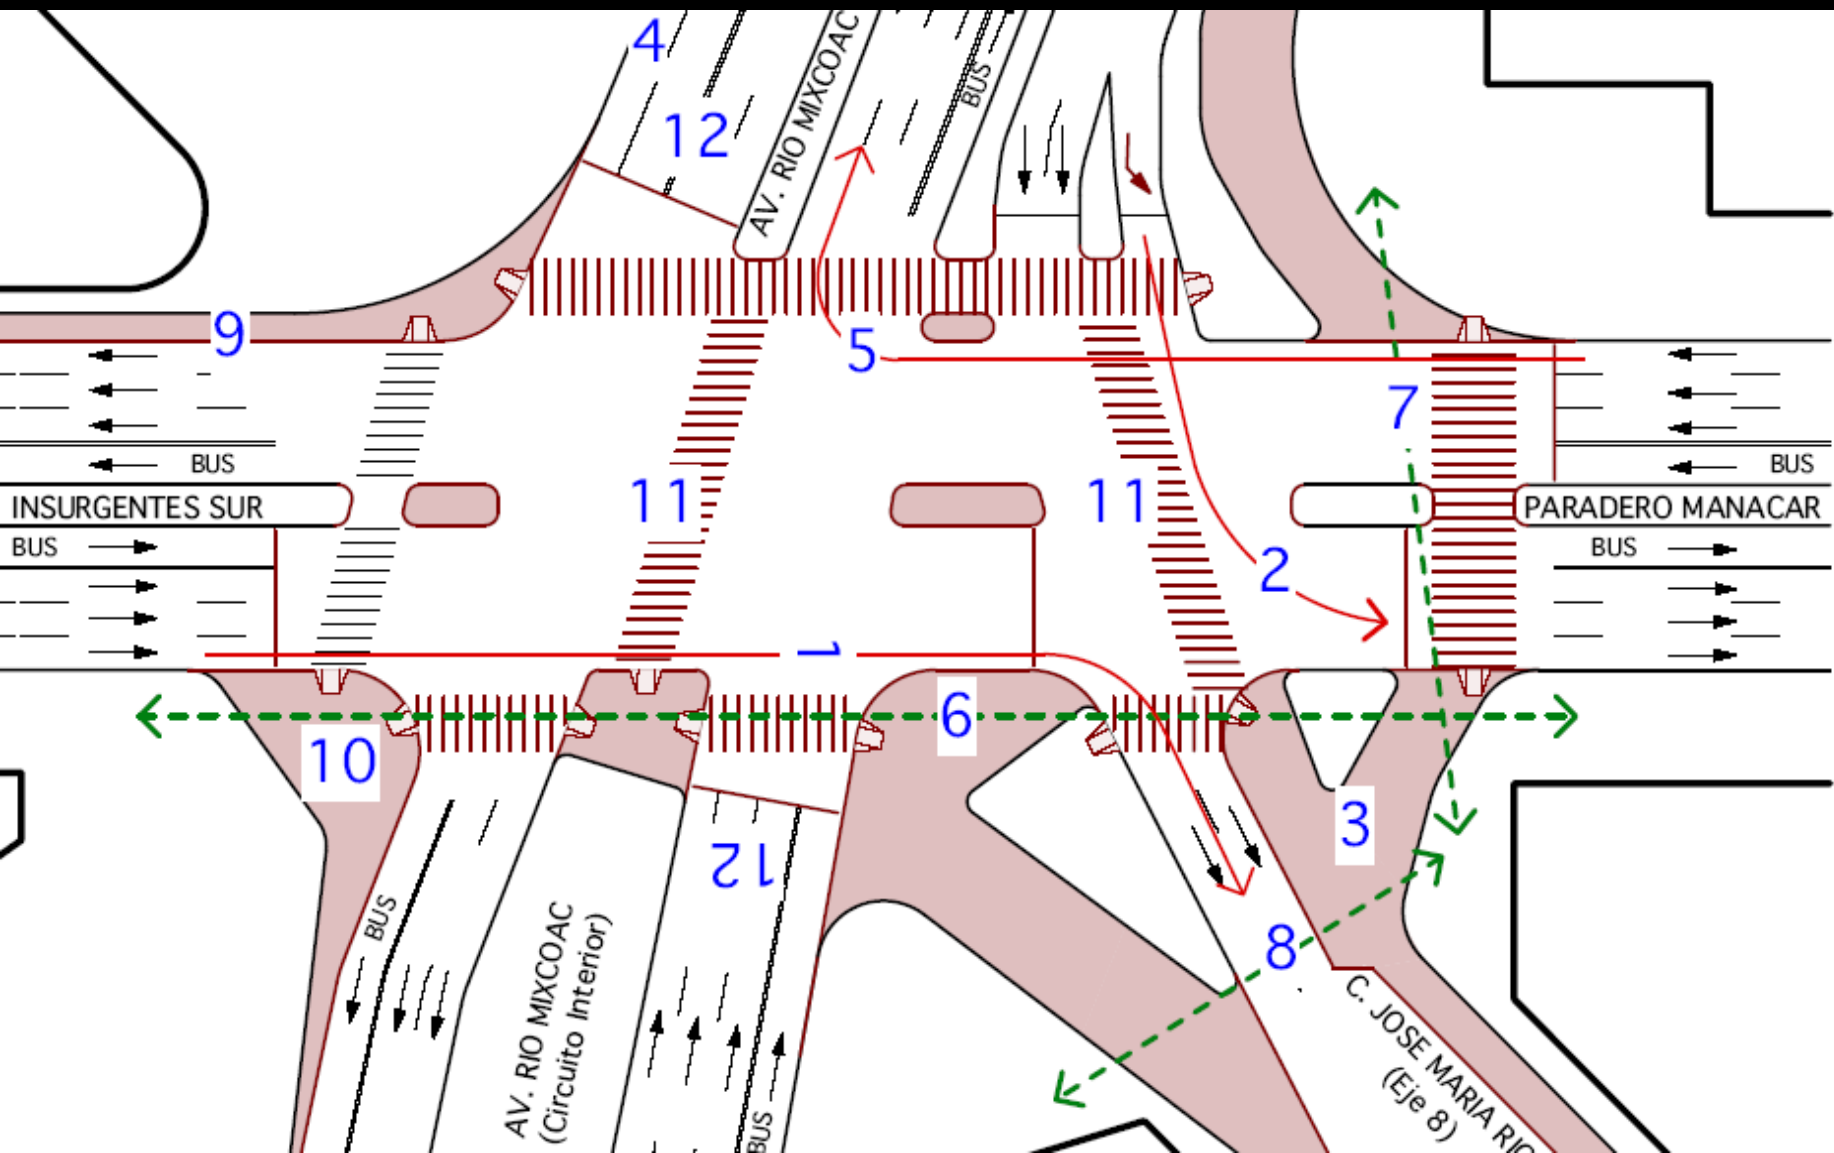 4
12
AV. RIO MIXCOAC
BUS
9
5
7
BUS
BUS
11
11
INSURGENTES SUR
PARADERO MANACAR
BUS
BUS
2
1
6
10
3
12
BUS
8
AV. RIO MIXCOAC
(Circuito Interior)
C. JOSE MARIA RICO
(Eje 8)
BUS